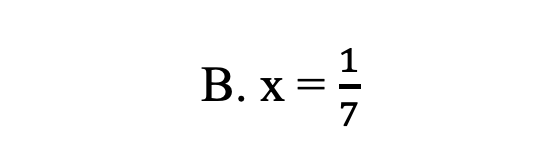 B. x = 1/7